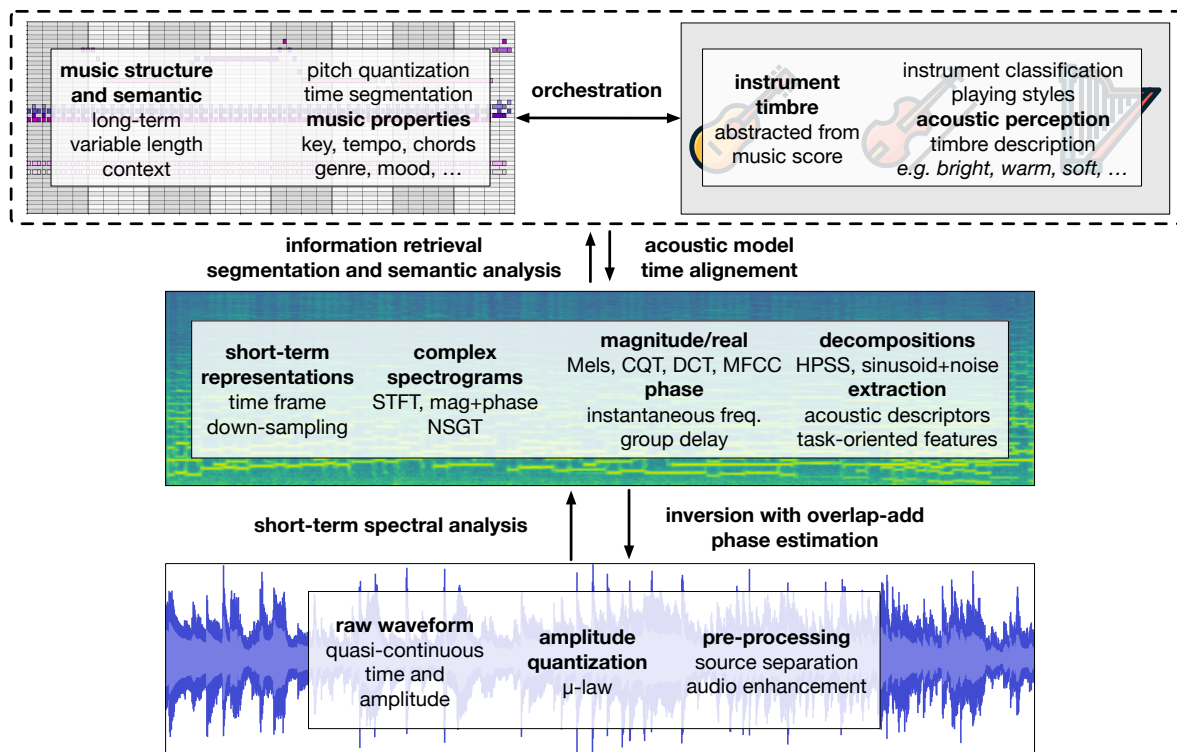 music structure
and semantic
long-term
variable length
context
pitch quantization
time segmentation
music properties
key, tempo, chords
genre, mood, …
orchestration
instrument
timbre
abstracted from
music score
instrument classification
playing styles
acoustic perception
timbre description
e.g. bright, warm, soft, …
information retrieval
segmentation and semantic analysis
acoustic model
time alignement
short-term
representations
time frame
down-sampling
complex
spectrograms
STFT, mag+phase
NSGT
magnitude/real
Mels, CQT, DCT, MFCC
phase
instantaneous freq.
group delay
decompositions
HPSS, sinusoid+noise
extraction
acoustic descriptors
task-oriented features
short-term spectral analysis
inversion with overlap-add
phase estimation
raw waveform
quasi-continuous
time and
amplitude
amplitude
quantization
μ-law
pre-processing
source separation
audio enhancement